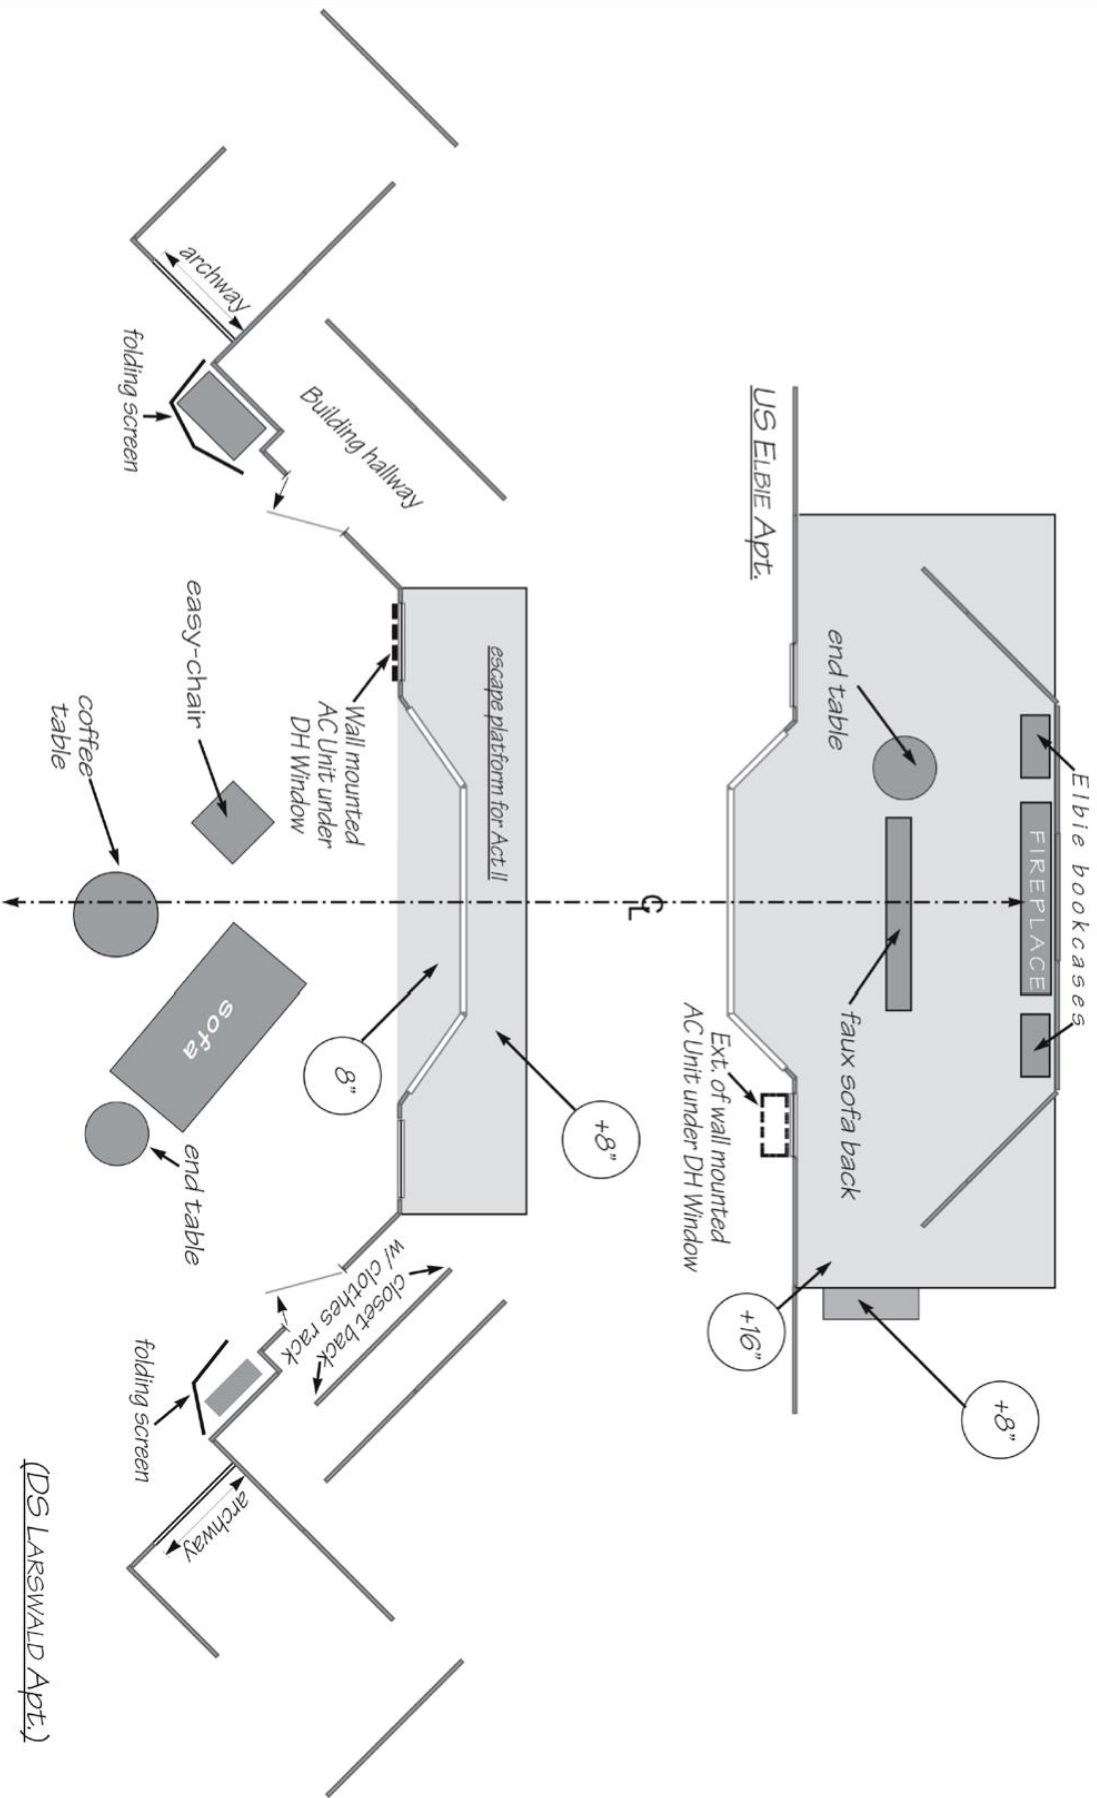 Elbie bookcases
FIREPLACE
end table
faux sofa back
US ELBIE Apt.
Ext. of wall mounted
AC Unit under DH Window
+16"
+8"
CL
+8"
escape platform for Act II
8"
Building hallway
Wall mounted
AC Unit under
DH Window
closet back
w/ clothes rack
archway
folding screen
easy-chair
coffee
table
sofa
end table
folding screen
archway
(DS LARSWALD Apt.)